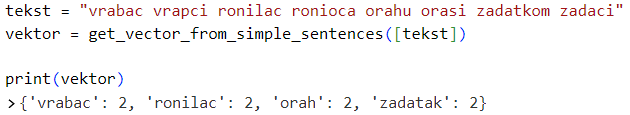 tekst = "vrabac vrapci ronilac ronioca orahu orasi zadatkom zadaci"
vektor = get_vector_from_simple_sentences([tekst])
print(vektor)
>{'vrabac': 2, 'ronilac': 2, 'orah': 2, 'zadatak': 2}